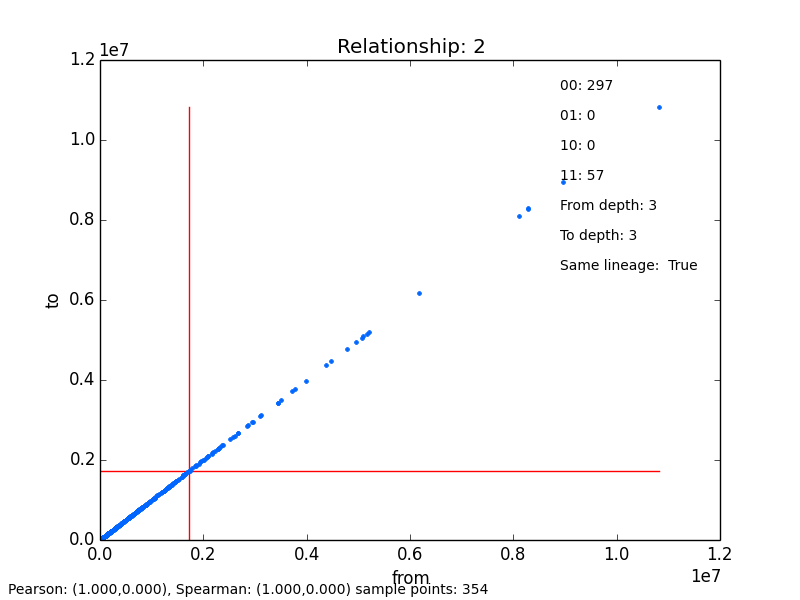 Relationship: 2
1e7
1.2
1.0
0.8
0.6
0.4
0.2
0.0
to
00: 297
01: 0
10: 0
11: 57
From depth: 3
To depth: 3
Same lineage:  True
0.0 0.2 0.4 0.6 0.8 1.0 1.2
from
1e7
Pearson: (1.000,0.000), Spearman: (1.000,0.000) sample points: 354